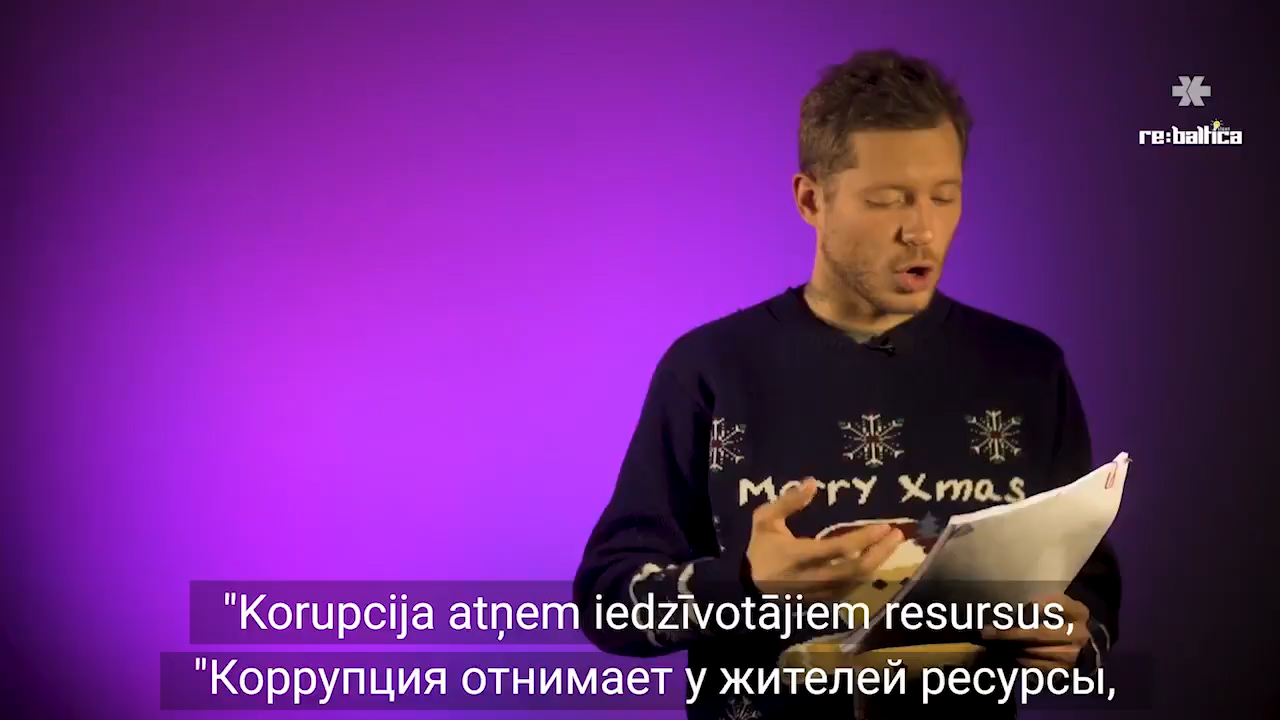 re:baltica
Merry Xmas
"Korupcija atņem iedzīvotājiem resursus,
"Коррупция отнимает у жителей ресурсы,